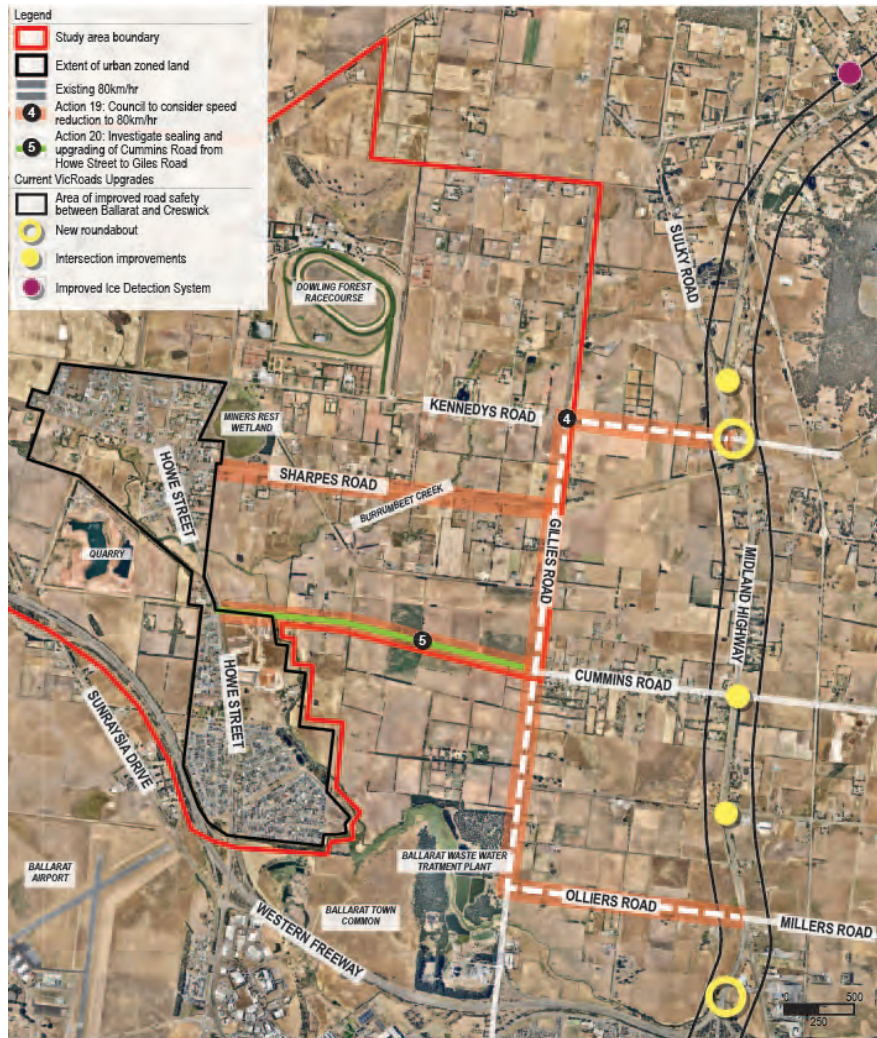 Legend
Study area boundary
Extent of urban zoned land
Existing 80km/hr
4
Action 19: Council to consider speed
reduction to 80km/hr
5
Action 20: Investigate sealing and
upgrading of Cummins Road from
Howe Street to Giles Road
Current VicRoads Upgrades
Area of improved road safety
between Ballarat and Creswick
New roundabout
Intersection improvements
Improved Ice Detection System
SULKY ROAD
DOWLING FOREST
RACECOURSE
KENNEDYS ROAD
4
MINERS REST
WETLAND
HOWE STREET
SHARPES ROAD
BURRUMBEET CREEK
QUARRY
GILLIES ROAD
MIDLAND HIGHWAY
5
HOWE STREET
CUMMINS ROAD
SUNRAYSIA DRIVE
BALLARAT
AIRPORT
BALLARAT WASTE WATER
TRATMENT PLANT
OLLIERS ROAD
BALLARAT TOWN
COMMON
WESTERN FREEWAY
MILLERS ROAD
0
500
250